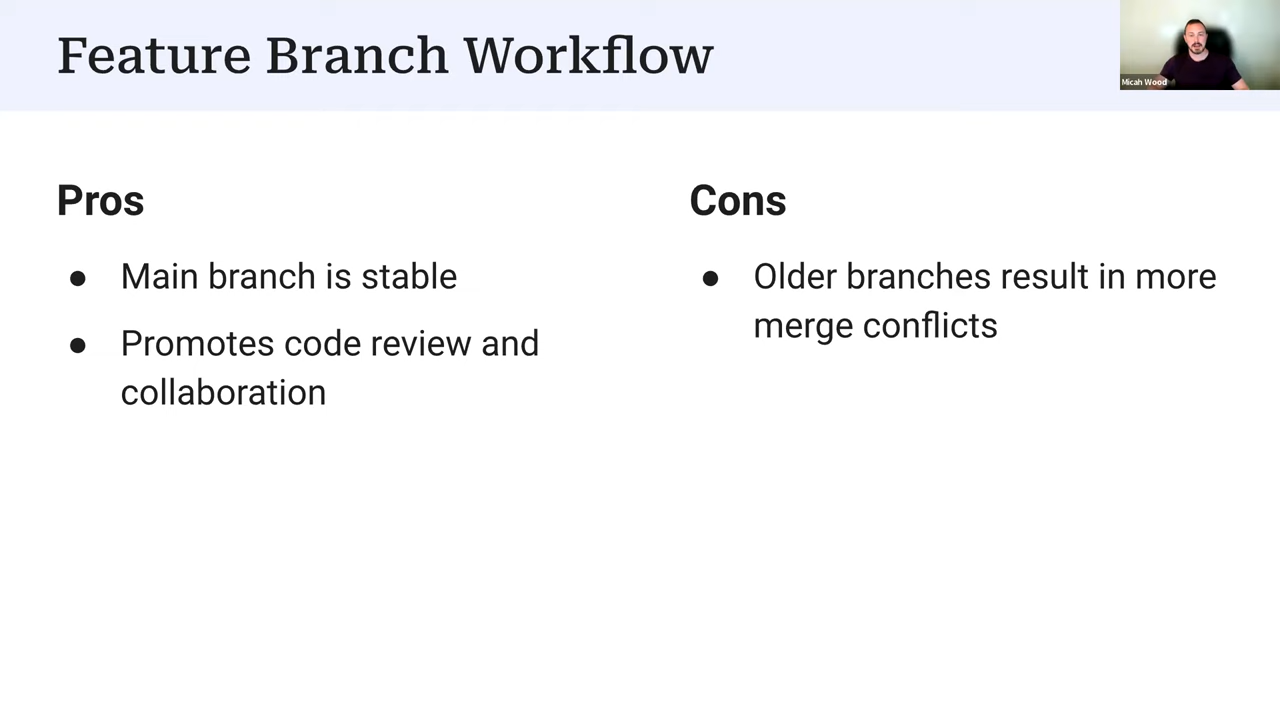 Feature Branch Workflow
Micah Wood
Pros
● Main branch is stable
● Promotes code review and
collaboration
Cons
● Older branches result in more
merge conflicts